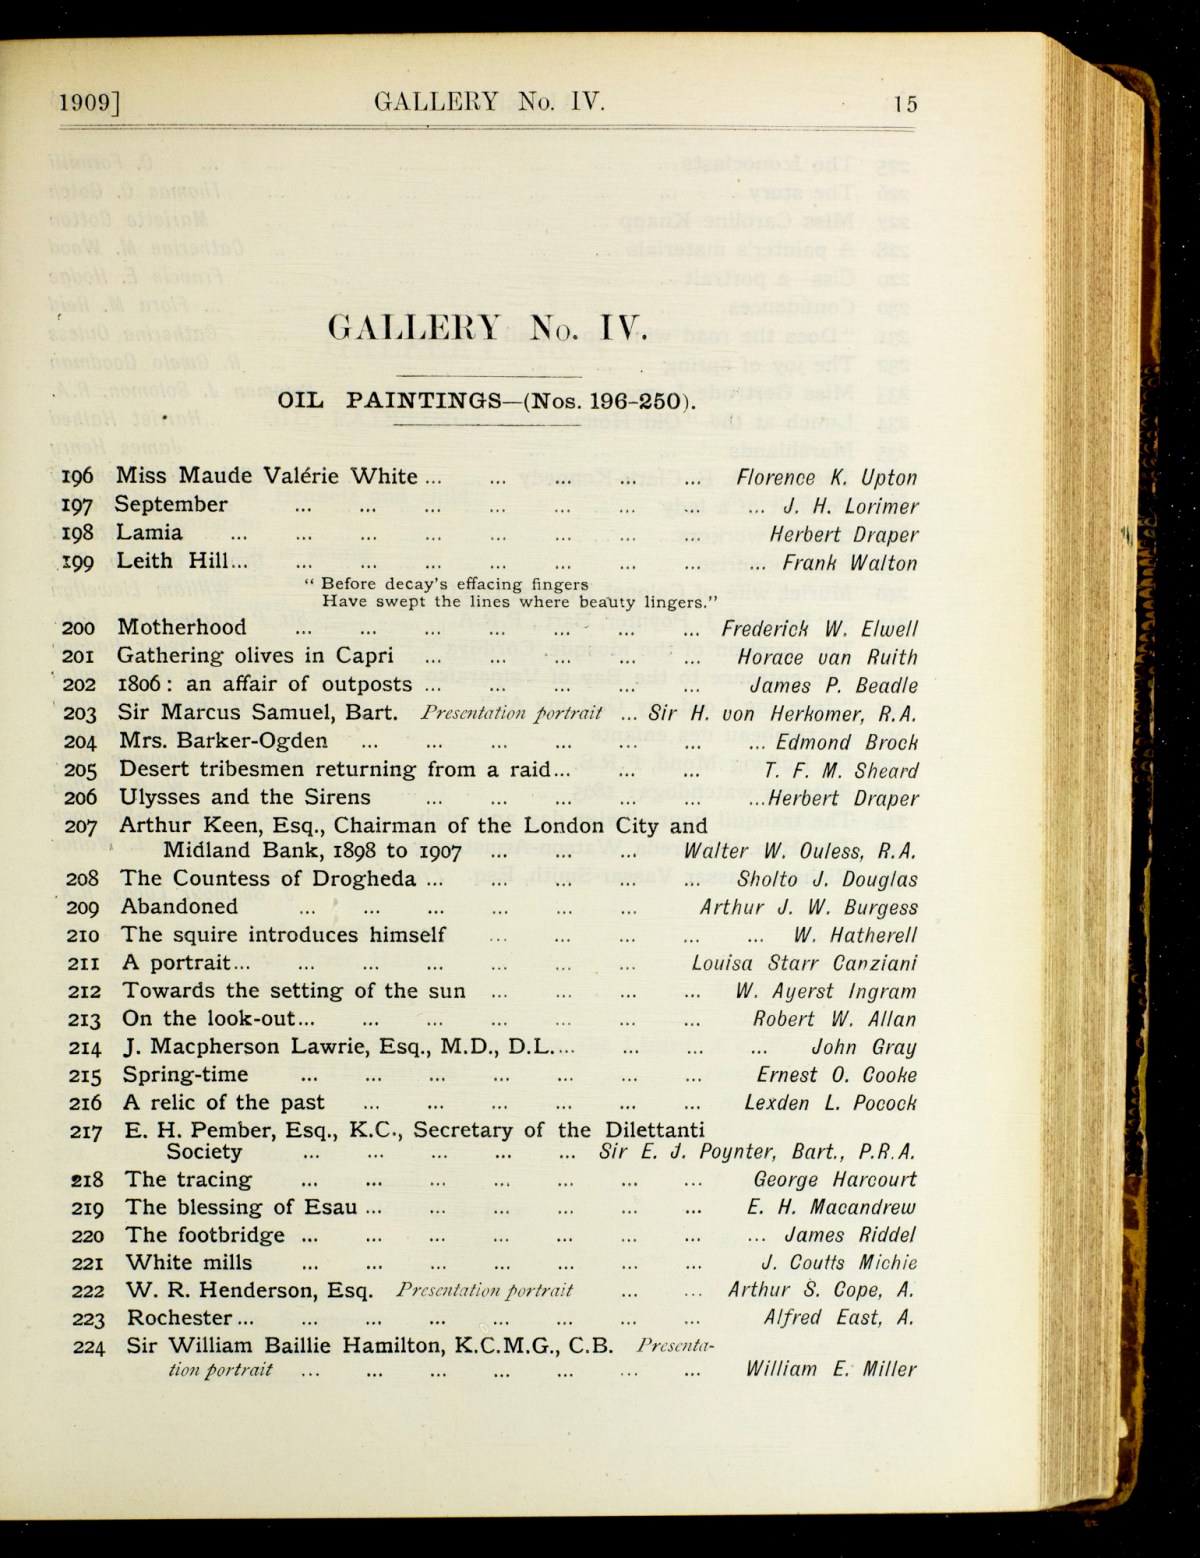 1909] GALLERY No. IV. 15
GALLERY No. IV.
OIL PAINTINGS—(Nos. 196-250).
196 Miss Maude Valérie White ... ... ... ... ... Florence K. Upton
197 September ... ... ... ... ... ... ... ... J. H. Lorimer
198 Lamia ... ... ... ... ... ... ... ... Herbert Draper
199 Leith Hill... ... ... ... ... ... ... ... ... Frank Walton
“ Before decay’s effacing fingers
Have swept the lines where beauty lingers.”
200 Motherhood ... ... ... ... ... ... ... Frederick W. Elwell
201 Gathering olives in Capri ... ... ... ... ... Horace van Ruith
202 1806 : an affair of outposts ... ... ... ... ... James P. Beadle
203 Sir Marcus Samuel, Bart. Presentation portrait ... Sir H. von Herkomer, R.A.
204 Mrs. Barker-Ogden ... ... ... ... ... ... ... Edmond Brock
205 Desert tribesmen returning from a raid... ... ... T. F. M. Sheard
206 Ulysses and the Sirens ... ... ... ... ... ...Herbert Draper
207 Arthur Keen, Esq., Chairman of the London City and
Midland Bank, 1898 to 1907 ... ... ... Walter W. Ouless, R.A.
208 The Countess of Drogheda ... ... ... ... ... Sholto J. Douglas
209 Abandoned ... ... ... ... ... ... Arthur J. W. Burgess
210 The squire introduces himself ... ... ... ... ... W. Hatherell
211 A portrait... ... ... ... ... ... ... Louisa Starr Canziani
212 Towards the setting of the sun ... ... ... ... W. Ayerst Ingram
213 On the look-out... ... ... ... ... ... ... Robert W. Allan
214 J. Macpherson Lawrie, Esq., M.D., D.L.... ... ... ... John Gray
215 Spring-time ... ... ... ... ... ... ... Ernest O. Cooke
216 A relic of the past ... ... ... ... ... ... Lexden L. Pocock
217 E. H. Pember, Esq., K.C., Secretary of the Dilettanti
Society ... ... ... ... ... Sir E. J. Poynter, Bart., P.R.A.
218 The tracing ... ... ... ... ... ... ... George Harcourt
219 The blessing of Esau ... ... ... ... ... ... E. H. Macandrew
220 The footbridge ... ... ... ... ... ... ... ... James Riddel
221 White mills ... ... ... ... ... ... ... J. Coutts Michie
222 W. R. Henderson, Esq. Presentation portrait ... ... Arthur S. Cope, A.
223 Rochester ... ... ... ... ... ... ... ... Alfred East, A.
224 Sir William Baillie Hamilton, K.C.M.G., C.B. Presenta-
tion portrait ... ... ... ... ... ... ... William E. Miller